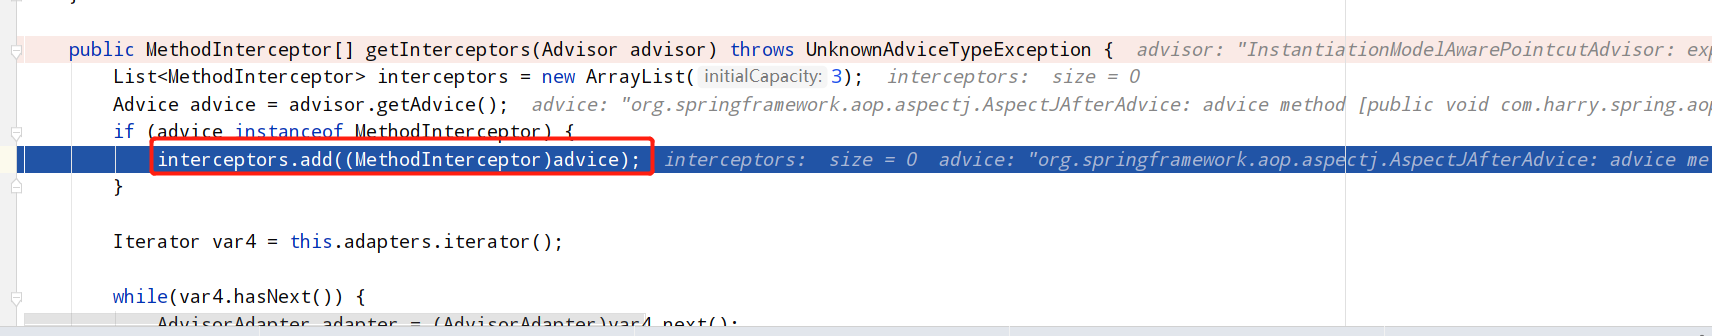 }
public MethodInterceptor[] getInterceptors(Advisor advisor) throws UnknownAdviceTypeException {  advisor: "InstantiationModelAwarePointcutAdvisor: exp
List<MethodInterceptor> interceptors = new ArrayList( initialCapacity: 3);  interceptors:  size = 0
Advice advice = advisor.getAdvice();  advice: "org.springframework.aop.aspectj.AspectJAfterAdvice: advice method [public void com.harry.spring.aop
if (advice instanceof MethodInterceptor) {
interceptors.add((MethodInterceptor)advice);  interceptors:  size = 0  advice: "org.springframework.aop.aspectj.AspectJAfterAdvice: advice me
}
Iterator var4 = this.adapters.iterator();
while(var4.hasNext()) {
AdvisorAdapter adapter = (AdvisorAdapter)var4.next();